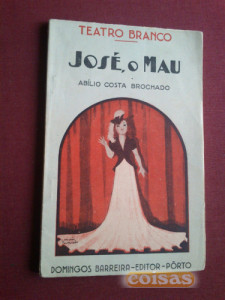 TEATRO BRANCO
JOSÉ, O MAU
ABÍLIO COSTA BROCHADO
DOMINGOS BARREIRA-EDITOR-PÔRTO
coisas